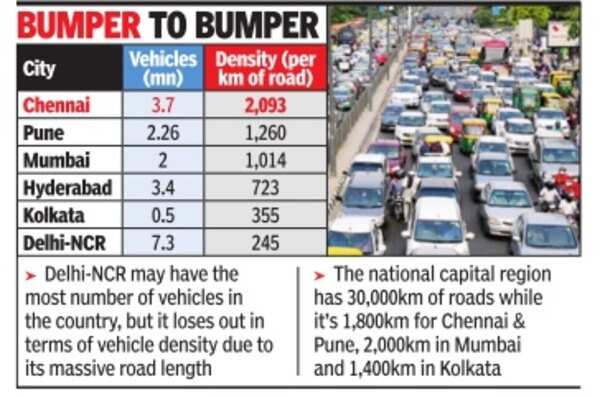 BUMPER TO BUMPER
City Vehicles (mn) Density (per km of road)
Chennai 3.7 2,093
Pune 2.26 1,260
Mumbai 2 1,014
Hyderabad 3.4 723
Kolkata 0.5 355
Delhi-NCR 7.3 245
➤ Delhi-NCR may have the
most number of vehicles in
the country, but it loses out in
terms of vehicle density due to
its massive road length
➤ The national capital region
has 30,000km of roads while
it's 1,800km for Chennai &
Pune, 2,000km in Mumbai
and 1,400km in Kolkata